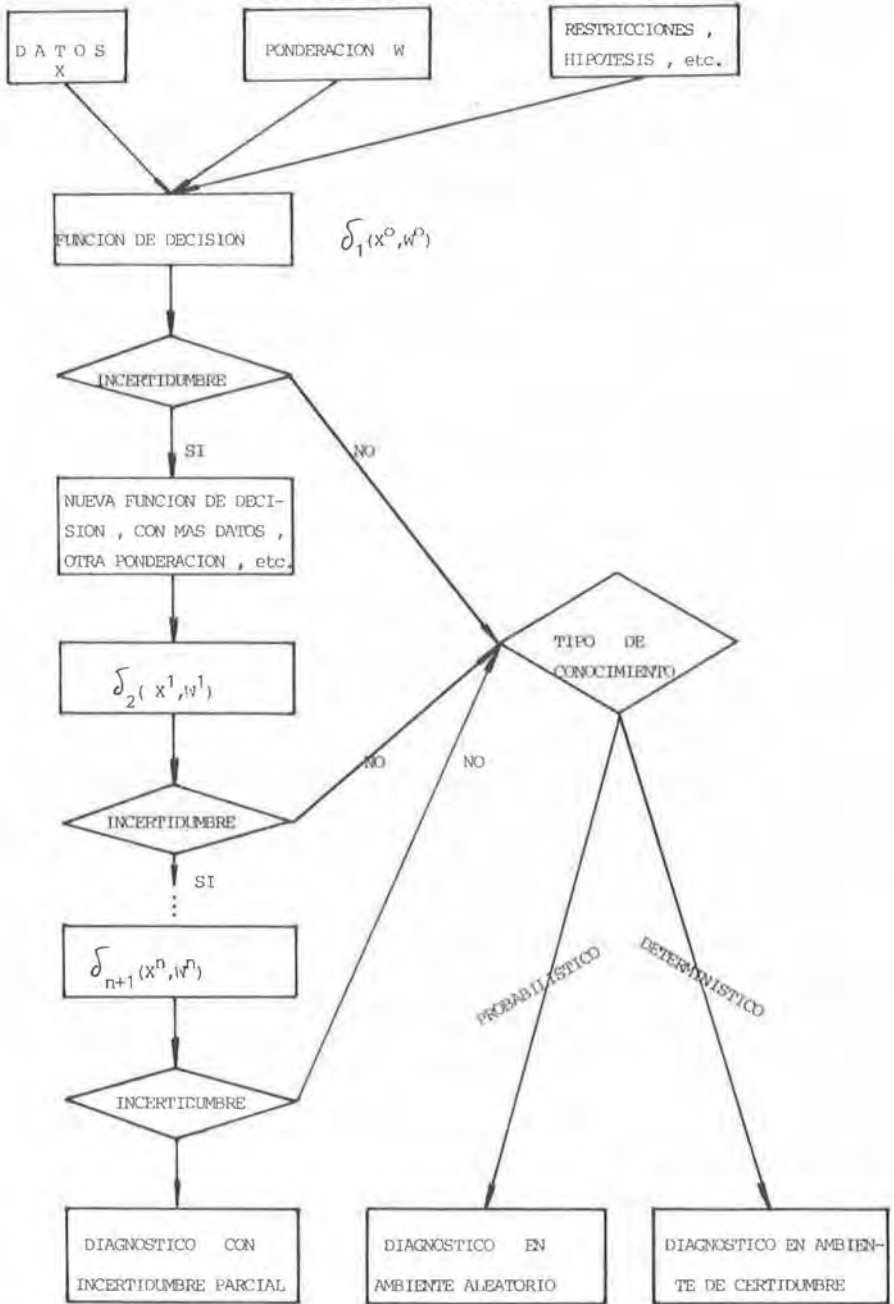 D A T O S
X
PONDERACION W
RESTRICCIONES ,
HIPOTESIS , etc.
FUNCION DE DECISION
δ₁(X⁰,W⁰)
INCERTIDUMBRE
SI
NO
NUEVA FUNCION DE DECI-
SION , CON MAS DATOS ,
OTRA PONDERACION , etc.
TIPO DE
CONOCIMIENTO
δ₂( X¹,W¹)
NO
NO
INCERTIDUMBRE
SI
⋮
δₙ₊₁(Xⁿ,Wⁿ)
PROBABILISTICO
DETERMINISTICO
INCERTIDUMBRE
DIAGNOSTICO CON
INCERTIDUMBRE PARCIAL
DIAGNOSTICO EN
AMBIENTE ALEATORIO
DIAGNOSTICO EN AMBIEN-
TE DE CERTIDUMBRE